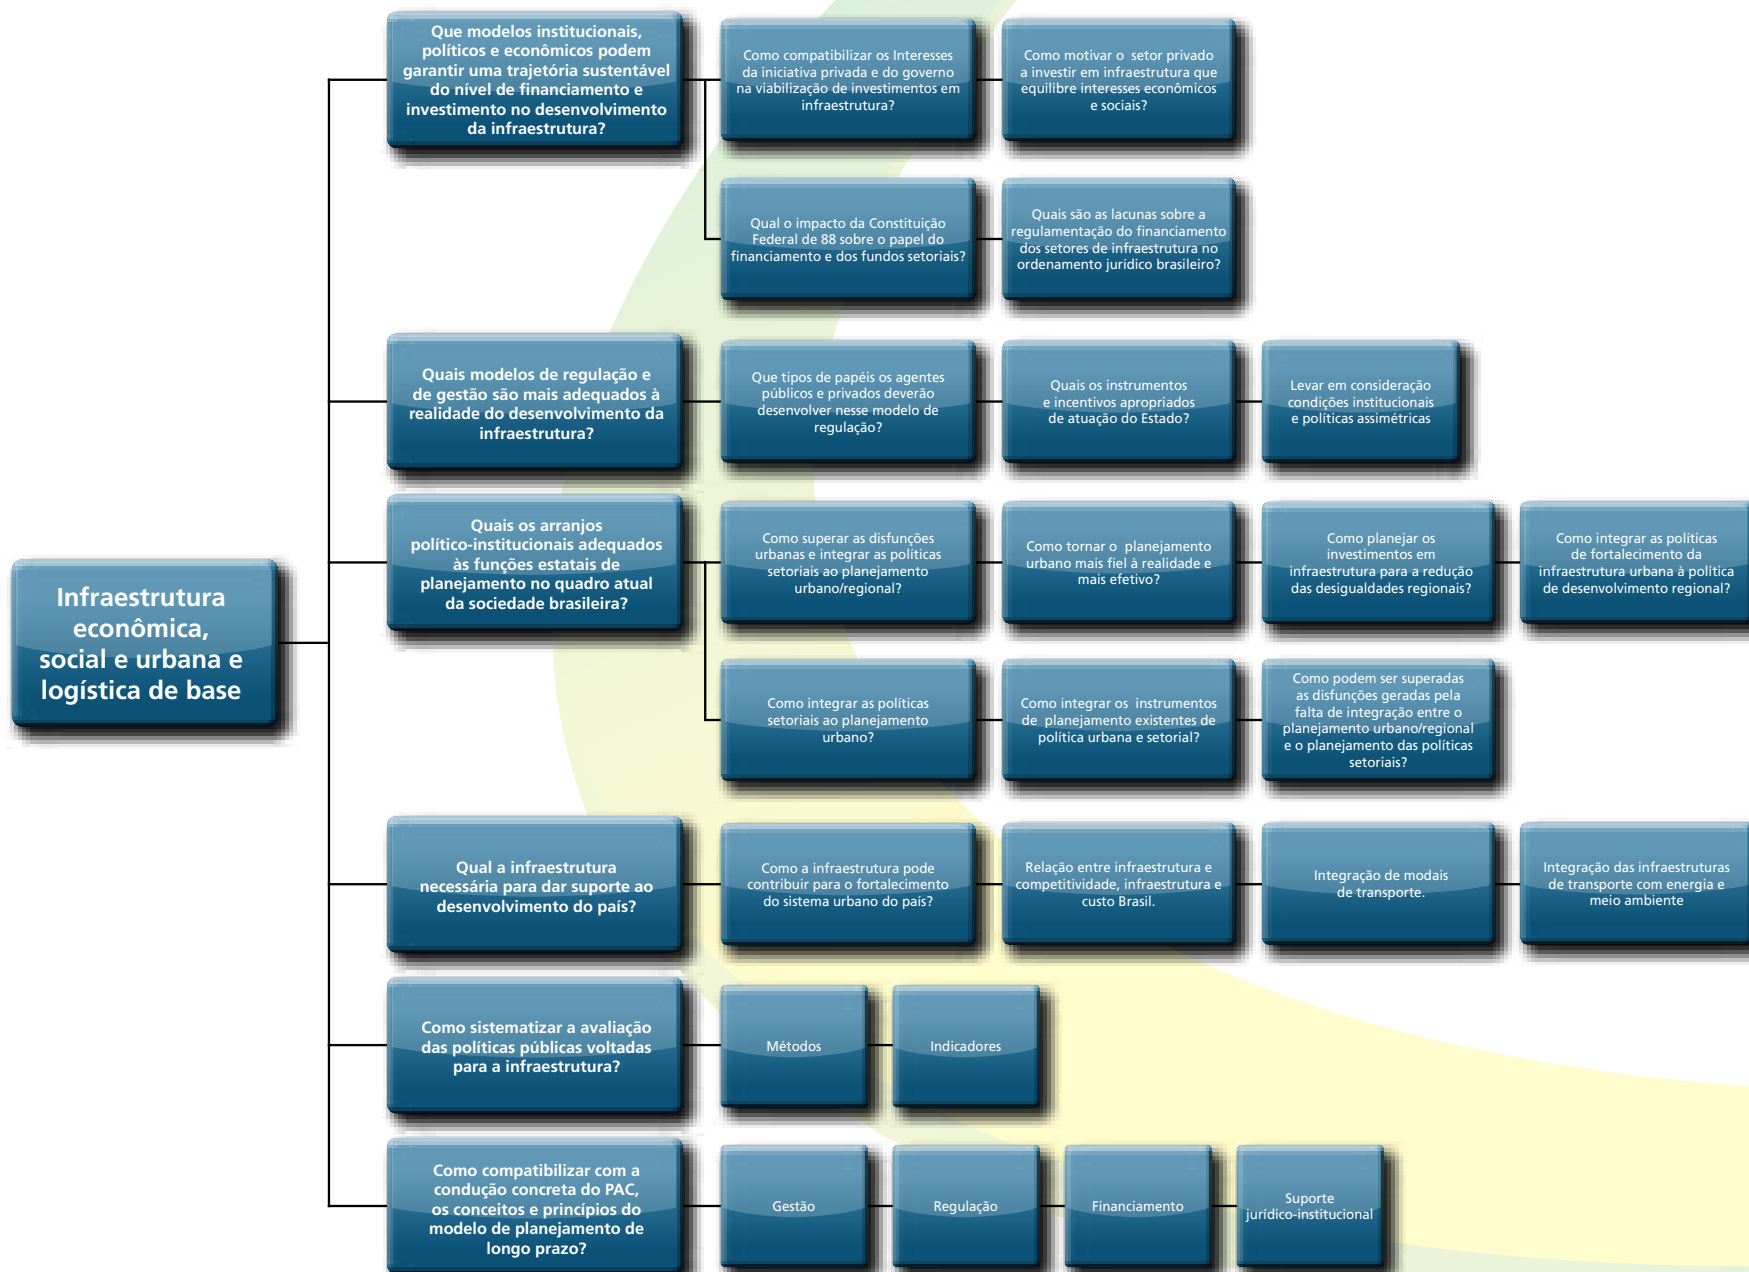 Infraestrutura
econômica,
social e urbana e
logística de base
Que modelos institucionais,
políticos e econômicos podem
garantir uma trajetória sustentável
do nível de financiamento e
investimento no desenvolvimento
da infraestrutura?
Como compatibilizar os Interesses
da iniciativa privada e do governo
na viabilização de investimentos em
infraestrutura?
Como motivar o setor privado
a investir em infraestrutura que
equilibre interesses econômicos
e sociais?
Qual o impacto da Constituição
Federal de 88 sobre o papel do
financiamento e dos fundos setoriais?
Quais são as lacunas sobre a
regulamentação do financiamento
dos setores de infraestrutura no
ordenamento jurídico brasileiro?
Quais modelos de regulação e
de gestão são mais adequados à
realidade do desenvolvimento da
infraestrutura?
Que tipos de papéis os agentes
públicos e privados deverão
desenvolver nesse modelo de
regulação?
Quais os instrumentos
e incentivos apropriados
de atuação do Estado?
Levar em consideração
condições institucionais
e políticas assimétricas
Quais os arranjos
político-institucionais adequados
às funções estatais de
planejamento no quadro atual
da sociedade brasileira?
Como superar as disfunções
urbanas e integrar as políticas
setoriais ao planejamento
urbano/regional?
Como tornar o planejamento
urbano mais fiel à realidade e
mais efetivo?
Como planejar os
investimentos em
infraestrutura para a redução
das desigualdades regionais?
Como integrar as políticas
de fortalecimento da
infraestrutura urbana à política
de desenvolvimento regional?
Como integrar as políticas
setoriais ao planejamento
urbano?
Como integrar os instrumentos
de planejamento existentes de
política urbana e setorial?
Como podem ser superadas
as disfunções geradas pela
falta de integração entre o
planejamento urbano/regional
e o planejamento das políticas
setoriais?
Qual a infraestrutura
necessária para dar suporte ao
desenvolvimento do país?
Como a infraestrutura pode
contribuir para o fortalecimento
do sistema urbano do país?
Relação entre infraestrutura e
competitividade, infraestrutura e
custo Brasil.
Integração de modais
de transporte.
Integração das infraestruturas
de transporte com energia e
meio ambiente
Como sistematizar a avaliação
das políticas públicas voltadas
para a infraestrutura?
Métodos
Indicadores
Como compatibilizar com a
condução concreta do PAC,
os conceitos e princípios do
modelo de planejamento de
longo prazo?
Gestão
Regulação
Financiamento
Suporte
jurídico-institucional